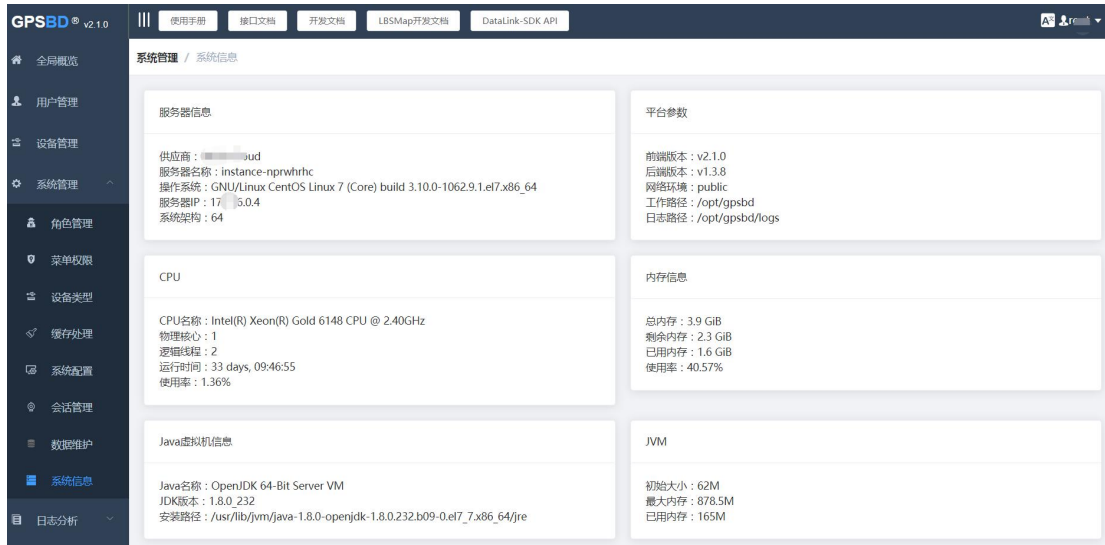 GPSBD ® v2.1.0
使用手册
接口文档
开发文档
LBSMap开发文档
DataLink-SDK API
全局概览
用户管理
设备管理
系统管理
角色管理
菜单权限
设备类型
缓存处理
系统配置
会话管理
数据维护
系统信息
日志分析
系统管理 / 系统信息
服务器信息
供应商：
服务器名称：instance-nprwhrhc
操作系统：GNU/Linux CentOS Linux 7 (Core) build 3.10.0-1062.9.1.el7.x86_64
服务器IP：17 6.0.4
系统架构：64
平台参数
前端版本：v2.1.0
后端版本：v1.3.8
网络环境：public
工作路径：/opt/gpsbd
日志路径：/opt/gpsbd/logs
CPU
CPU名称：Intel(R) Xeon(R) Gold 6148 CPU @ 2.40GHz
物理核心：1
逻辑线程：2
运行时间：33 days, 09:46:55
使用率：1.36%
内存信息
总内存：3.9 GiB
剩余内存：2.3 GiB
已用内存：1.6 GiB
使用率：40.57%
Java虚拟机信息
Java名称：OpenJDK 64-Bit Server VM
JDK版本：1.8.0_232
安装路径：/usr/lib/jvm/java-1.8.0-openjdk-1.8.0.232.b09-0.el7_7.x86_64/jre
JVM
初始大小：62M
最大内存：878.5M
已用内存：165M